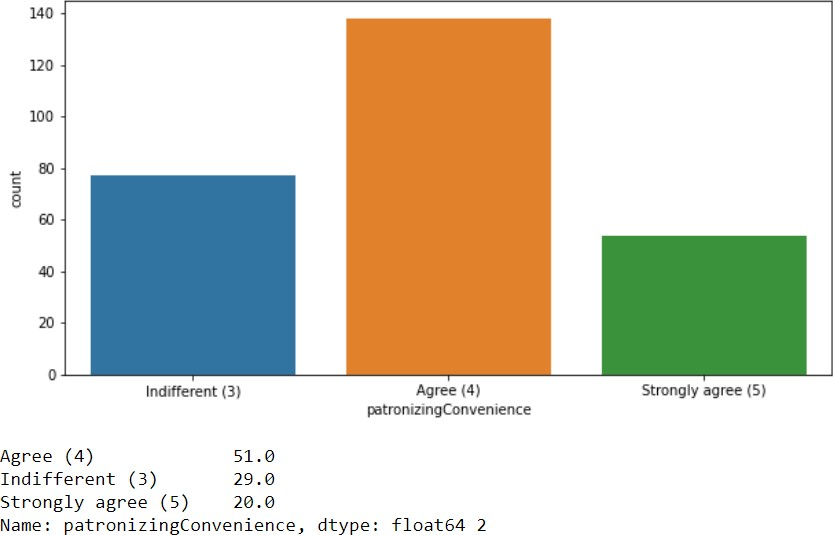 140
120
100
80
60
40
20
0
count
Indifferent (3) Agree (4) Strongly agree (5)
patronizingConvenience
Agree (4) 51.0
Indifferent (3) 29.0
Strongly agree (5) 20.0
Name: patronizingConvenience, dtype: float64 2